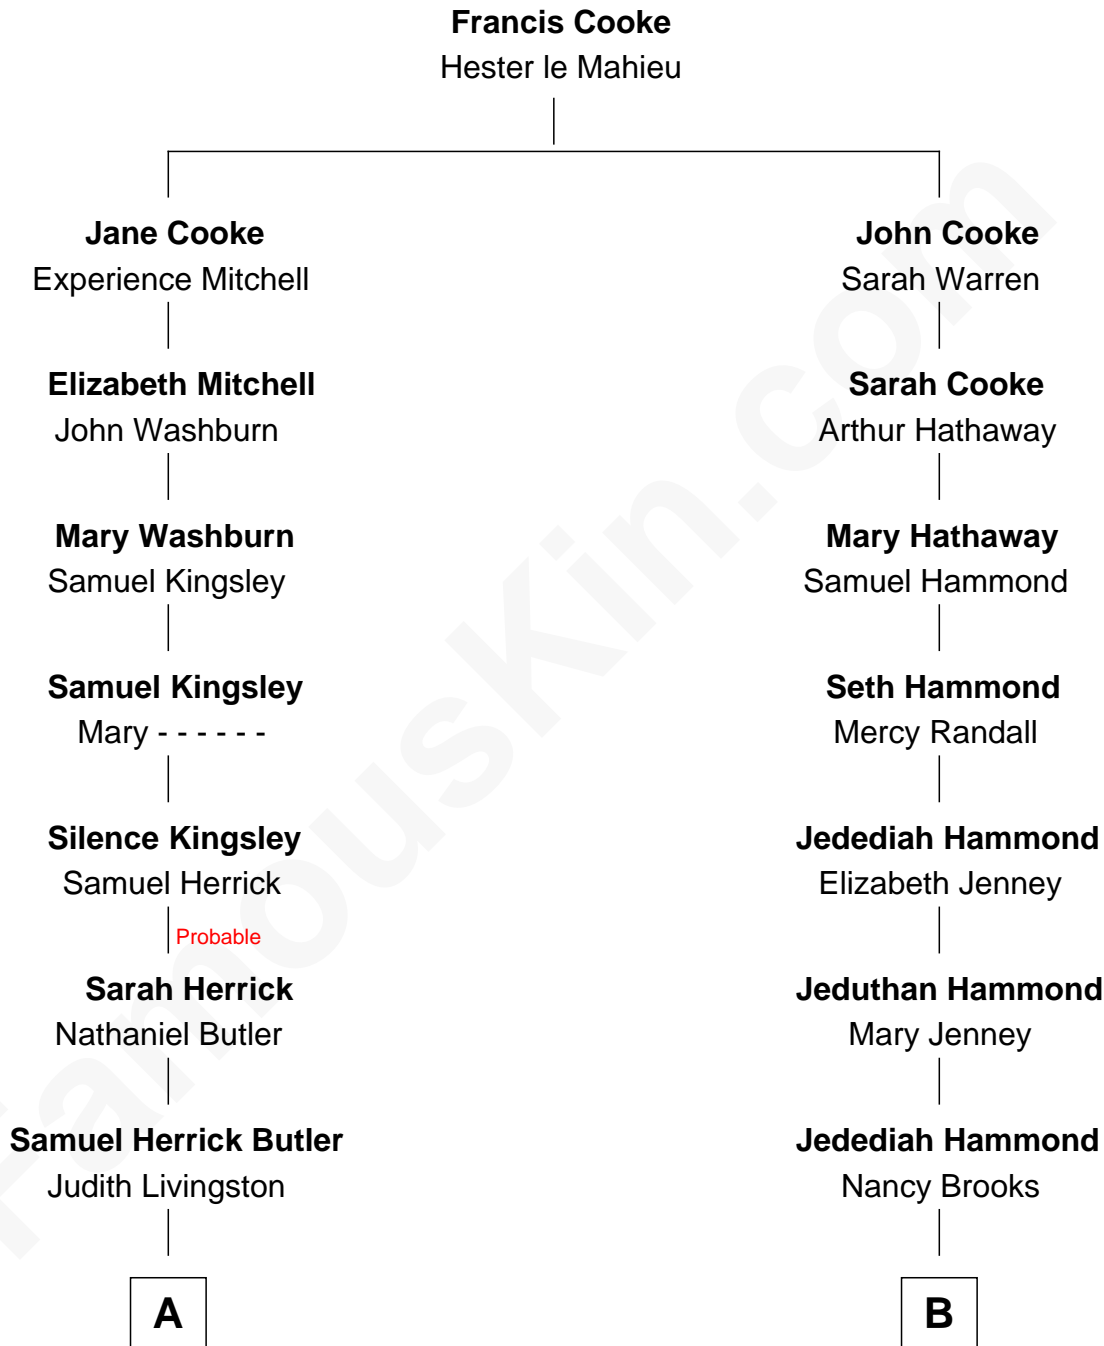 Francis Cooke
Hester le Mahieu
Jane Cooke
Experience Mitchell
John Cooke
Sarah Warren
Elizabeth Mitchell
John Washburn
Sarah Cooke
Arthur Hathaway
Mary Washburn
Samuel Kingsley
Mary Hathaway
Samuel Hammond
Samuel Kingsley
Mary - - - - - -
Seth Hammond
Mercy Randall
Silence Kingsley
Samuel Herrick
Jedediah Hammond
Elizabeth Jenney
Probable
Sarah Herrick
Nathaniel Butler
Jeduthan Hammond
Mary Jenney
Samuel Herrick Butler
Judith Livingston
Jedediah Hammond
Nancy Brooks
A
B
FamousKin.com